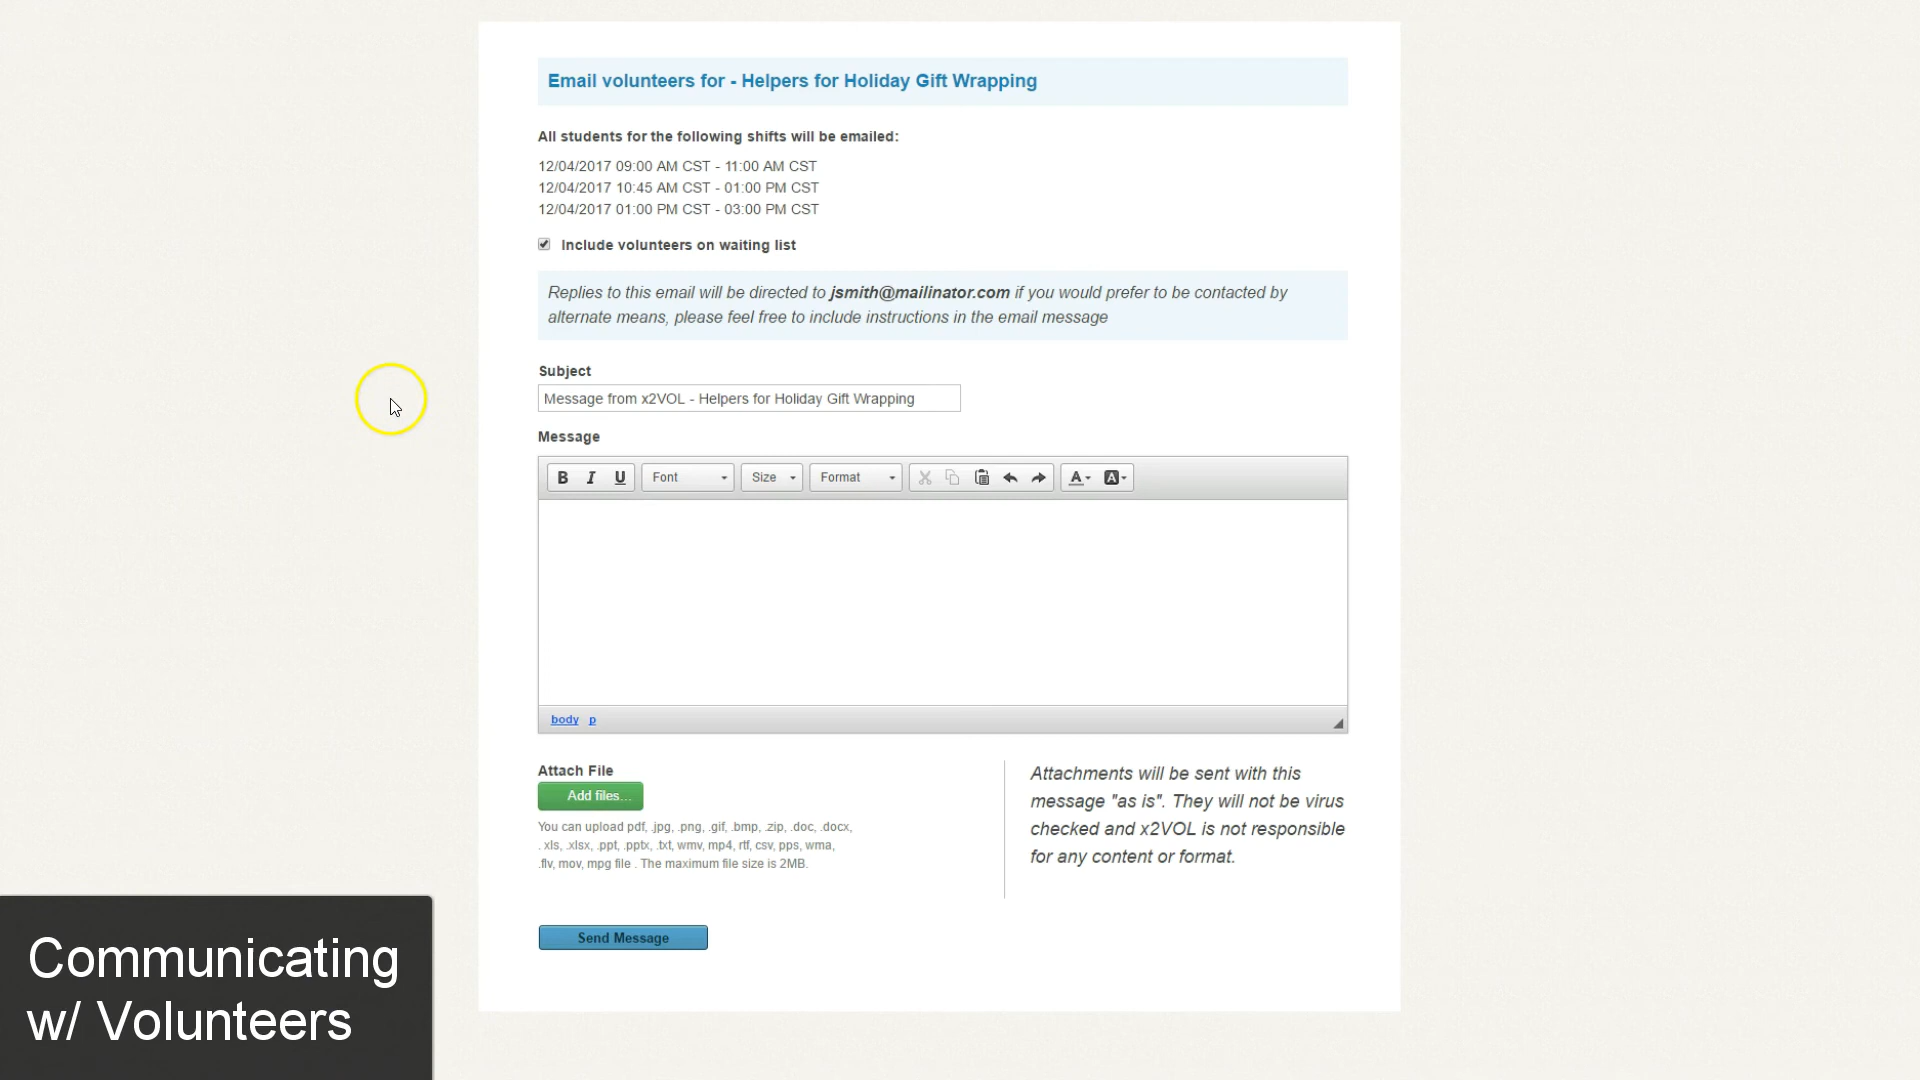 Email volunteers for - Helpers for Holiday Gift Wrapping
All students for the following shifts will be emailed:
12/04/2017 09:00 AM CST - 11:00 AM CST
12/04/2017 10:45 AM CST - 01:00 PM CST
12/04/2017 01:00 PM CST - 03:00 PM CST
Include volunteers on waiting list
Replies to this email will be directed to jsmith@mailinator.com if you would prefer to be contacted by
alternate means, please feel free to include instructions in the email message
Subject
Message from x2VOL - Helpers for Holiday Gift Wrapping
Message
B I U Font Size Format A A
body p
Attach File
Add files...
You can upload pdf, .jpg, .png, .gif, .bmp, .zip, .doc, .docx,
. xls, .xlsx, .ppt, .pptx, .txt, wmv, mp4, rtf, csv, pps, wma,
.flv, mov, mpg file . The maximum file size is 2MB.
Attachments will be sent with this
message "as is". They will not be virus
checked and x2VOL is not responsible
for any content or format.
Send Message
Communicating
w/ Volunteers